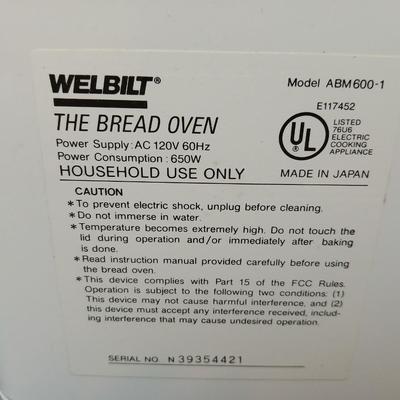 WELBILT®
Model ABM600-1
E117452
THE BREAD OVEN
Power Supply: AC 120V 60Hz
Power Consumption: 650W
HOUSEHOLD USE ONLY
UL ®
LISTED
76U6
ELECTRIC
COOKING
APPLIANCE
MADE IN JAPAN
CAUTION
*To prevent electric shock, unplug before cleaning.
*Do not immerse in water.
*Temperature becomes extremely high. Do not touch the
lid during operation and/or immediately after baking
is done.
*Read instruction manual provided carefully before using
the bread oven.
*This device complies with Part 15 of the FCC Rules.
Operation is subject to the following two conditions: (1)
This device may not cause harmful interference, and (2)
this device must accept any interference received, includ-
ing interference that may cause undesired operation.
SERIAL NO. N 39354421